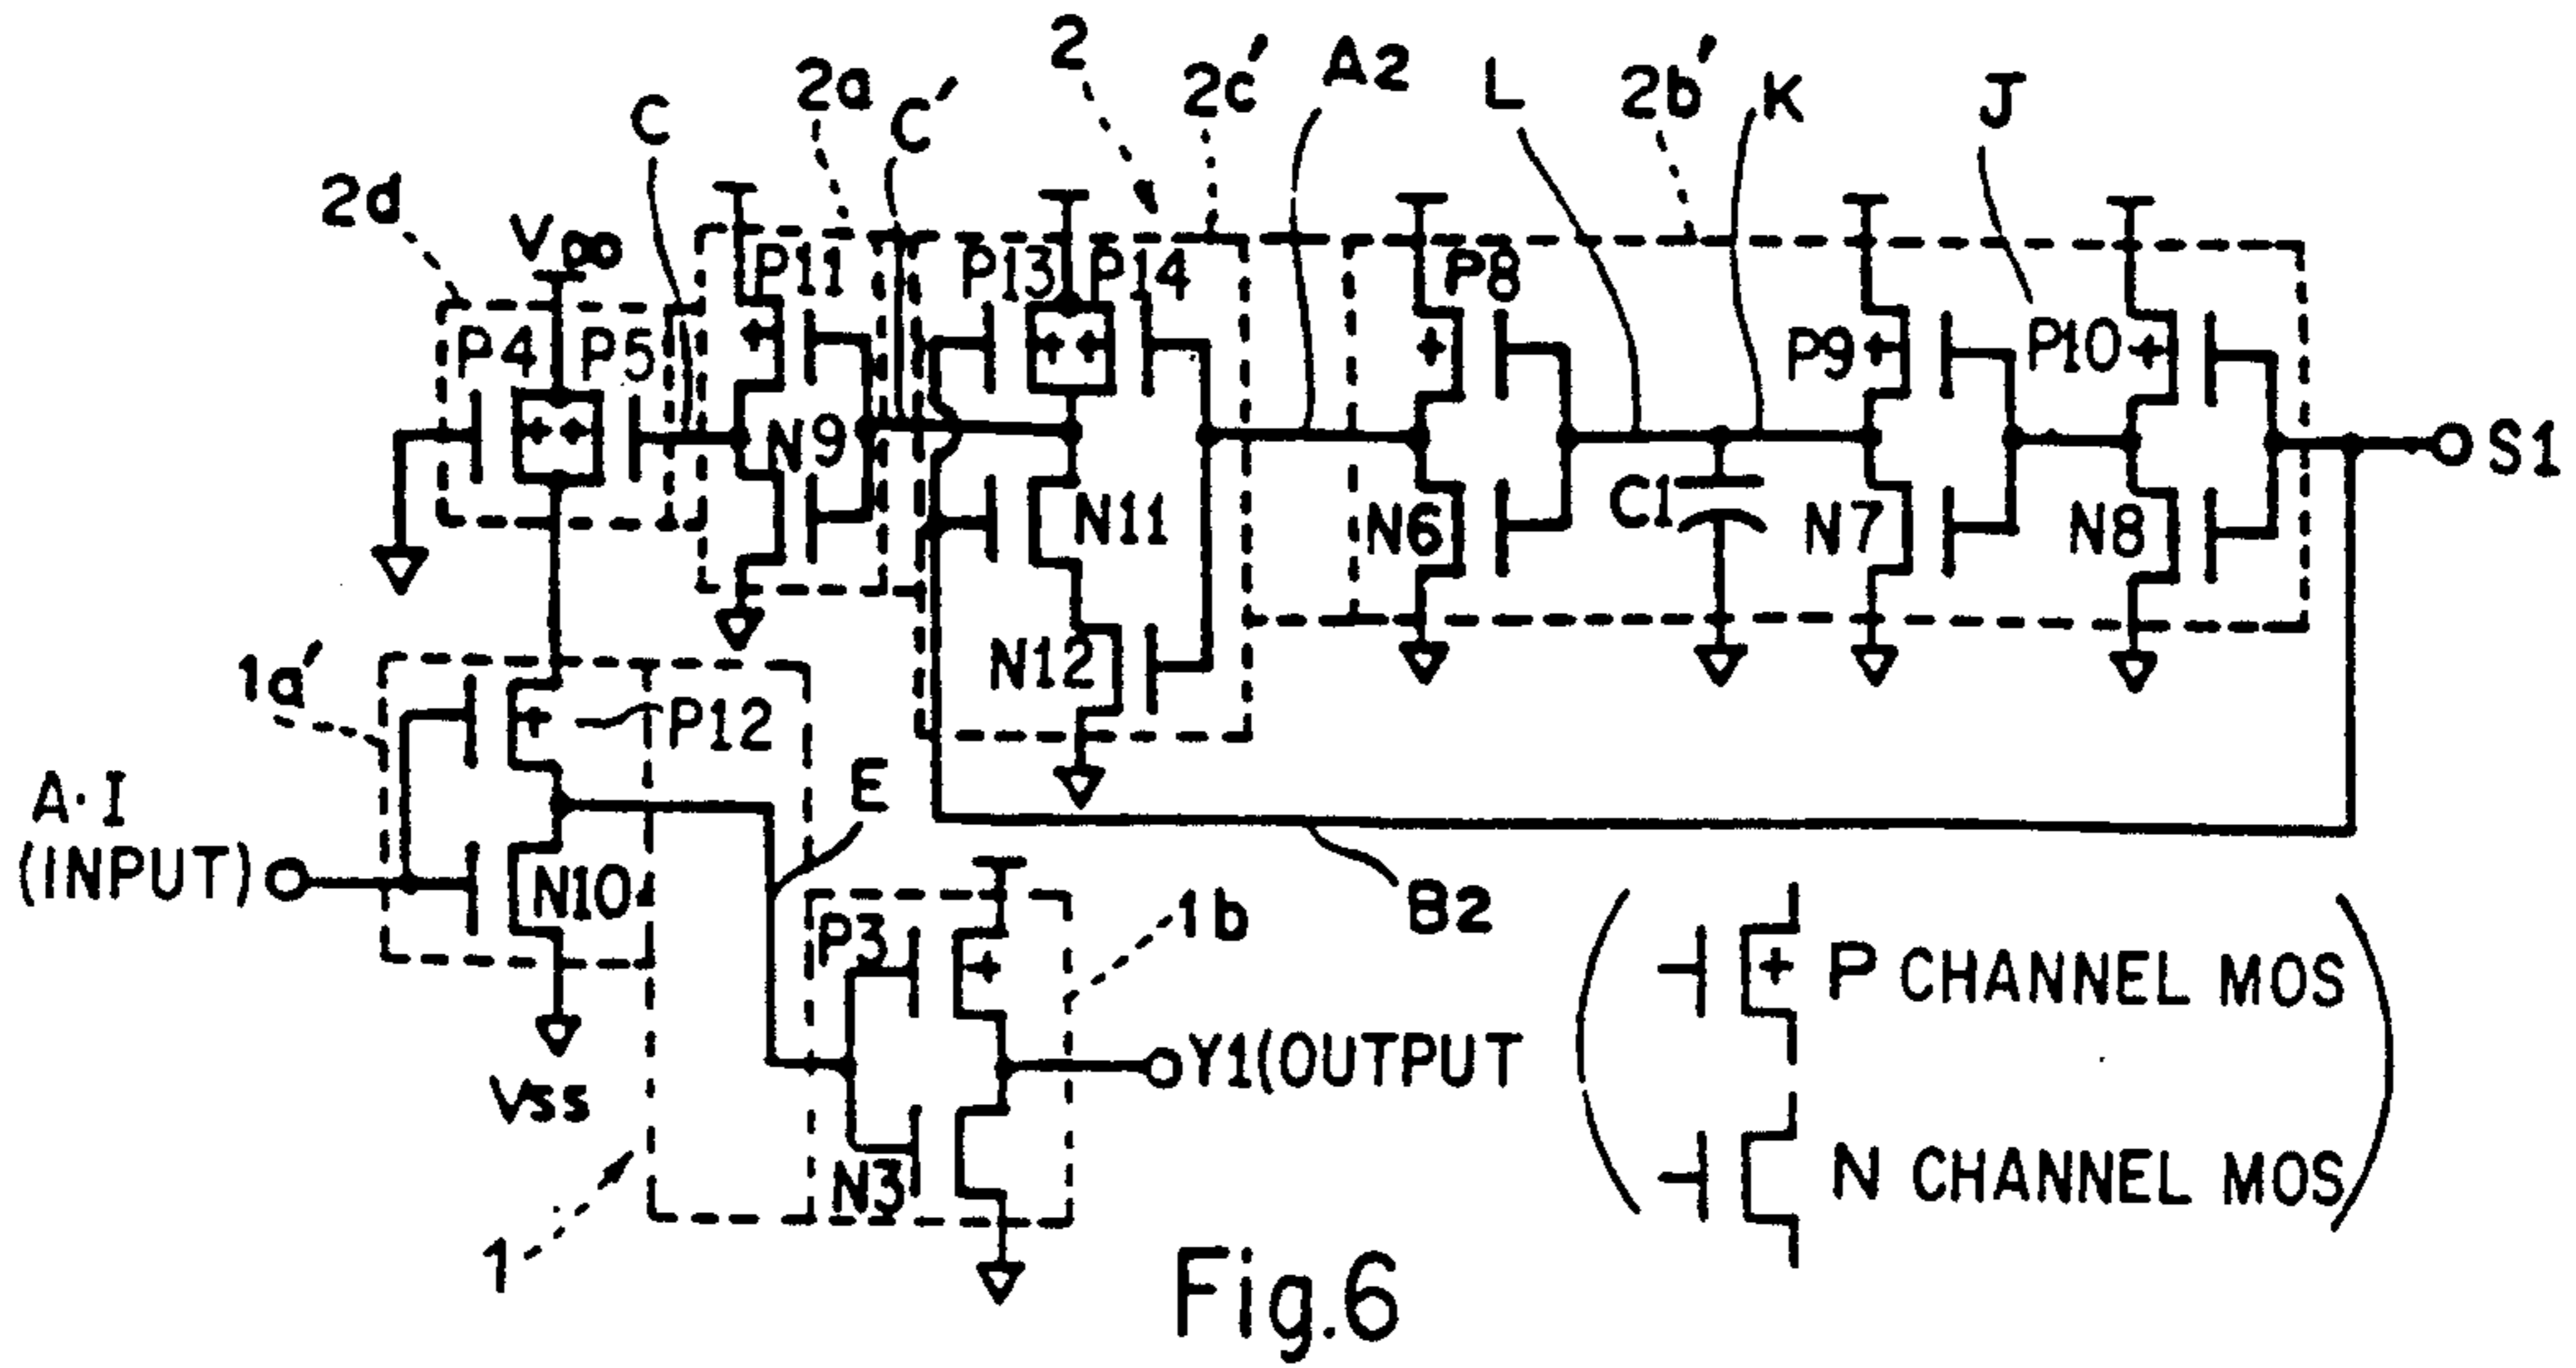 2
2a
C'
2c'
A2
L
2b'
K
J
C
2d
VDD
P11
P13
P14
P8
P4
P5
P9
P10
N9
S1
N11
N6
C1
N7
N8
N12
1a'
P12
A·I
(INPUT)
E
N10
B2
1b
P3
P CHANNEL MOS
Y1(OUTPUT
Vss
N3
N CHANNEL MOS
1
Fig.6